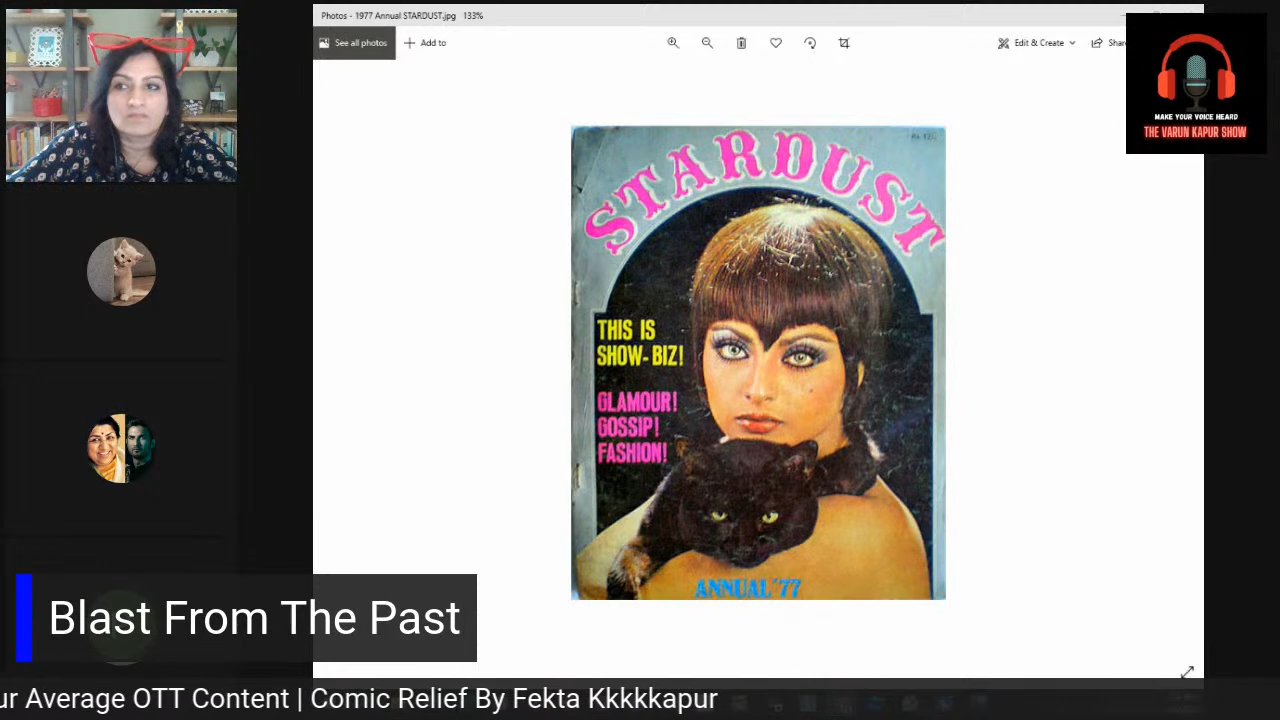 Photos - 1977 Annual STARDUST.jpg 133%
See all photos
Add to
Edit & Create
Shar
MAKE YOUR VOICE HEARD
THE VARUN KAPUR SHOW
STARDUST
THIS IS
SHOW-BIZ!
GLAMOUR!
GOSSIP!
FASHION!
ANNUAL '77
Blast From The Past
ur Average OTT Content | Comic Relief By Fekta Kkkkkapur